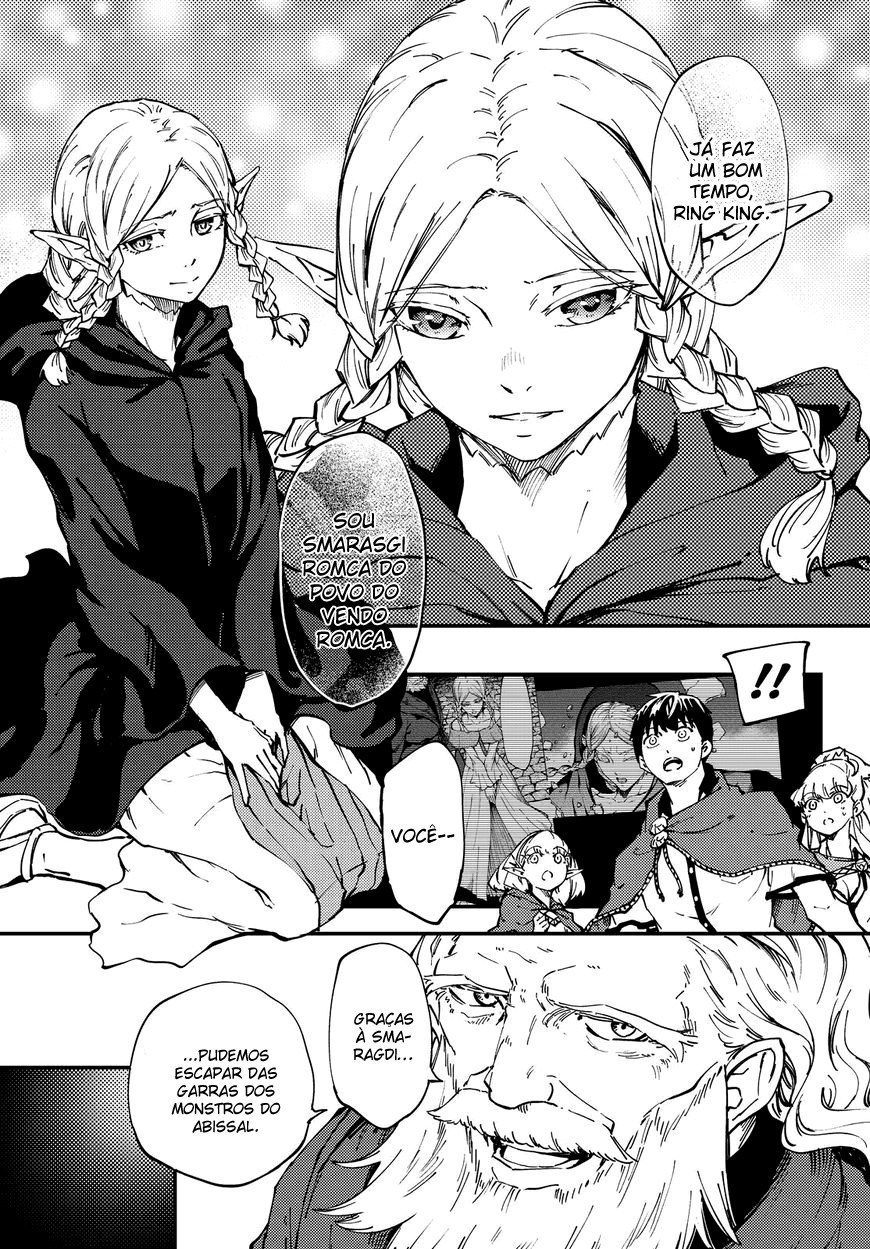 JÁ FAZ
UM BOM
TEMPO,
RING KING.
SOU
SMARASGI
ROMCA DO
POVO DO
VENDO
ROMCA.
!!
VOCÊ--
GRAÇAS
À SMA-
RAGDI...
...PUDEMOS
ESCAPAR DAS
GARRAS DOS
MONSTROS DO
ABISSAL.